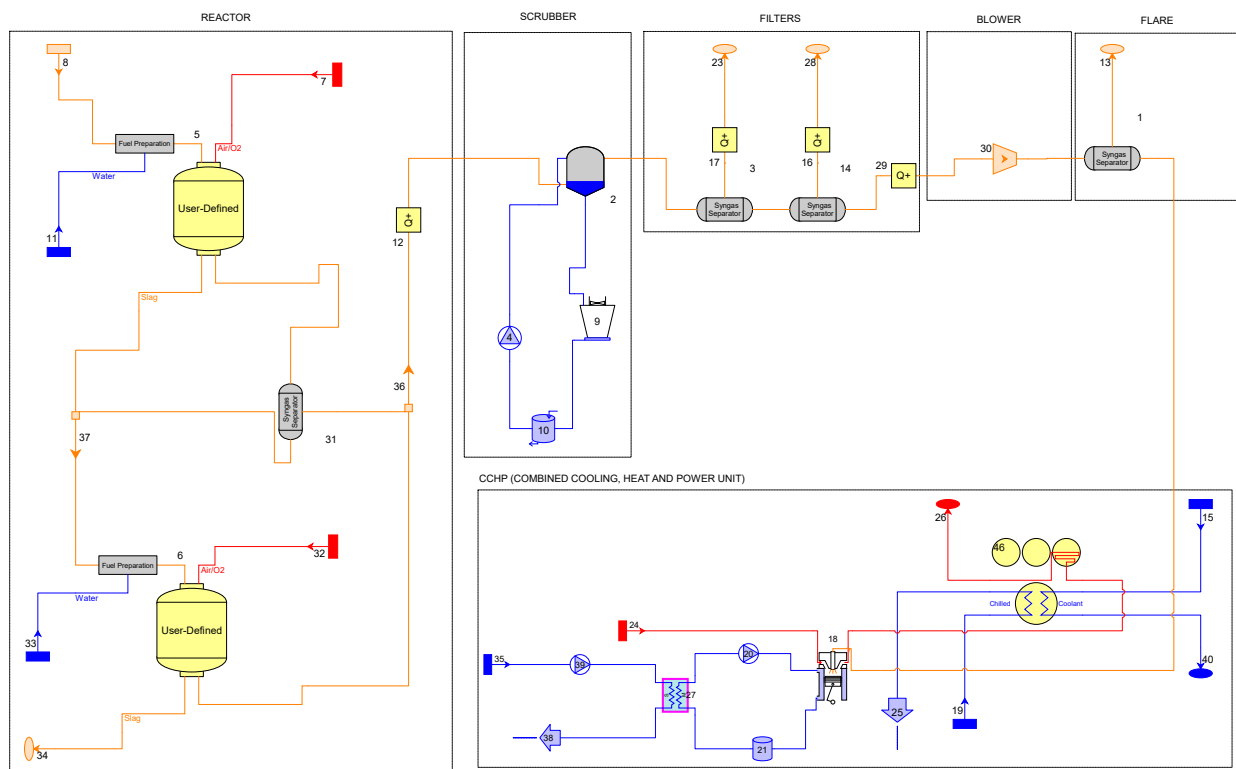 REACTOR
SCRUBBER
FILTERS
BLOWER
FLARE
8
7
5
Fuel Preparation
Air/O2
Water
User-Defined
11
Slag
12
36
Syngas
Separator
31
37
6
Fuel Preparation
32
Air/O2
Water
User-Defined
33
Slag
34
Q+
2
9
4
10
23
28
Q+
Q+
17
3
16
14
29
Q+
Syngas
Separator
Syngas
Separator
30
13
1
Syngas
Separator
CCHP (COMBINED COOLING, HEAT AND POWER UNIT)
26
15
46
Chilled
Coolant
24
18
35
39
20
27
40
38
21
25
19